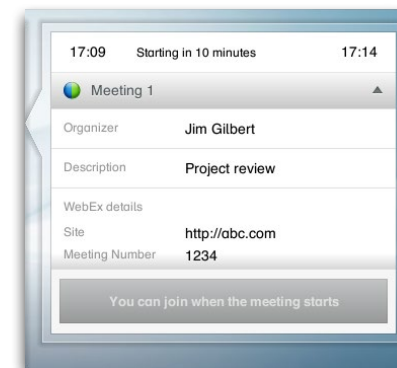 17:09 Starting in 10 minutes 17:14
Meeting 1
Organizer Jim Gilbert
Description Project review
WebEx details
Site http://abc.com
Meeting Number 1234
You can join when the meeting starts